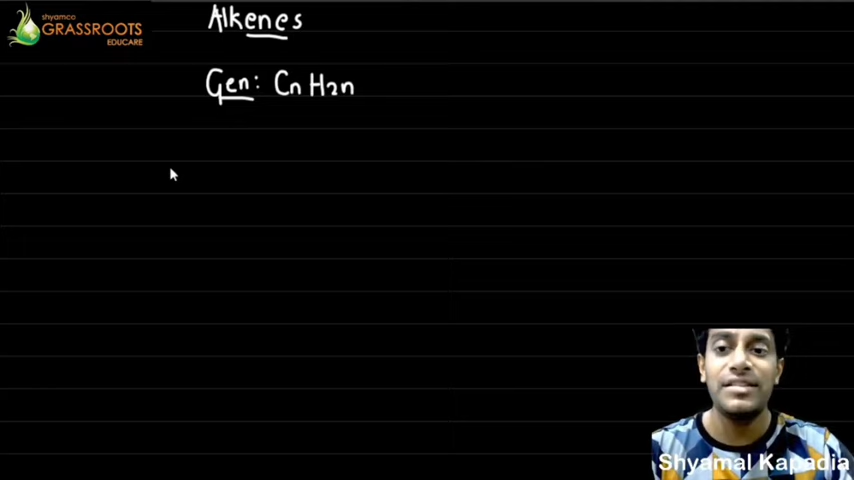 shyamco
GRASSROOTS
EDUCARE
Alkenes
Gen: CnH2n
Shyamal Kapadia